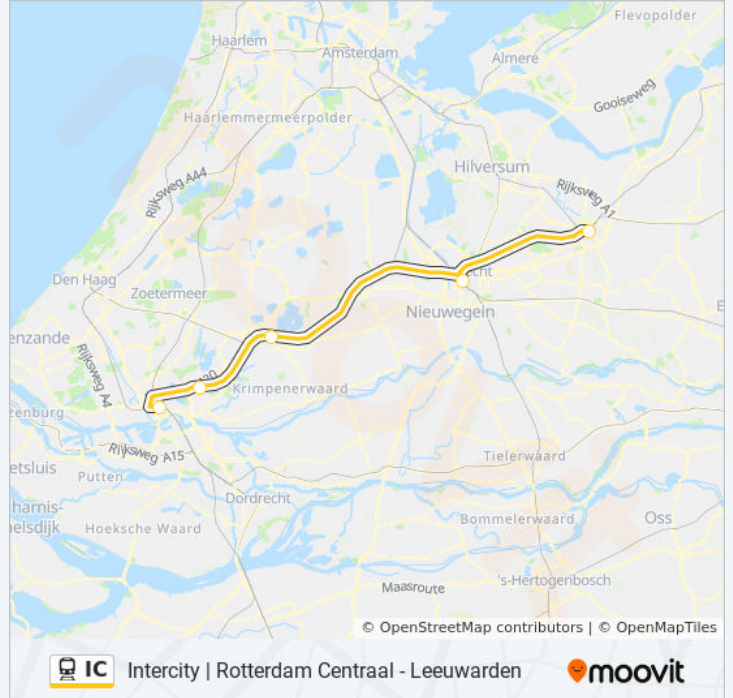 Flevopolder
Haarlem
Amsterdam
Almere
Gooiseweg
Haarlemmermeerpolder
Hilversum
Rijksweg A44
Rijksweg A1
Den Haag
Zoetermeer
echt
Nieuwegein
enzande
Rijksweg A4
Krimpenerwaard
zenburg
Rijksweg A15
Tielerwaard
etsluis
Putten
Dordrecht
harnis-
elsdijk
Hoeksche Waard
Bommelerwaard
Oss
Maasroute
's-Hertogenbosch
© OpenStreetMap contributors | © OpenMapTiles
IC Intercity | Rotterdam Centraal - Leeuwarden moovit